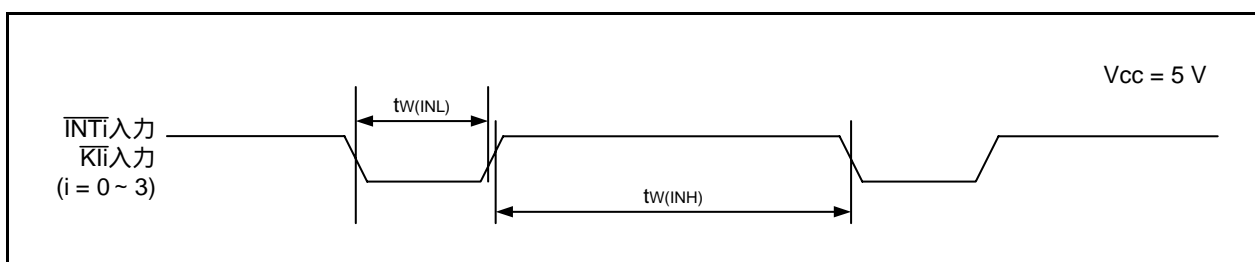 Vcc = 5 V
tW(INL)
INTi入力
KIi入力
(i = 0 ~ 3)
tW(INH)